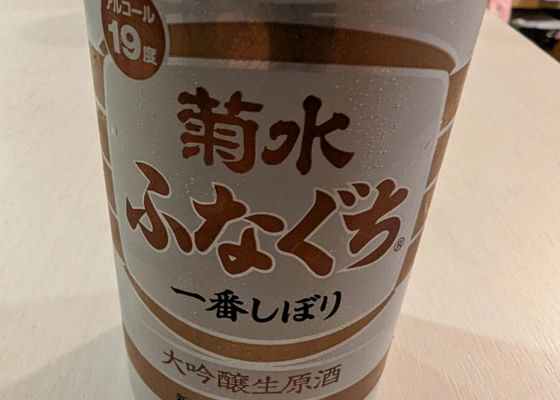 アルコール
19度
菊水
ふなぐち®
一番しぼり
大吟醸生原酒